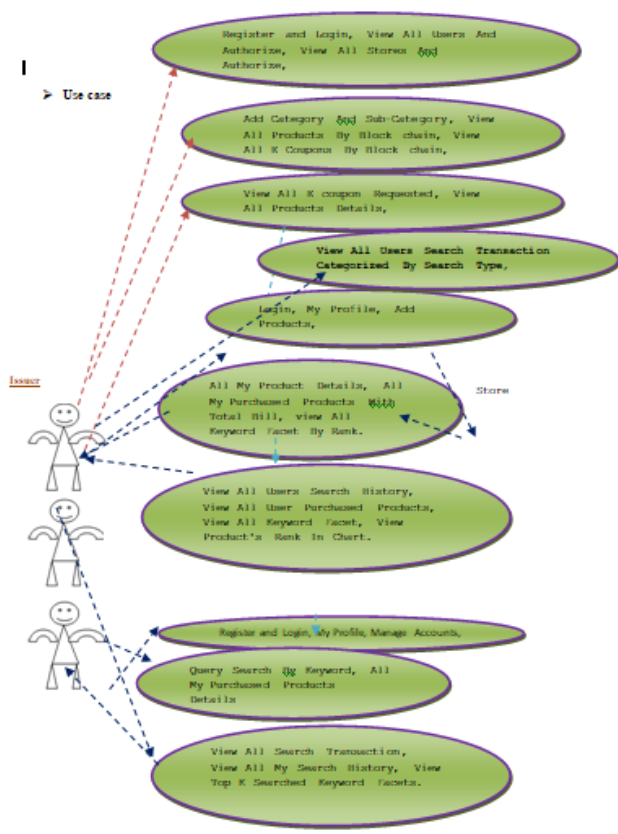 Register and Login, View All Users And
Authorize, View All Stores And
Authorize,
I
➢ Use case
Add Category And Sub-Category, View
All Products By Block chain, View
All K Coupons By Block chain,
View All K coupon Requested, View
All Products Details,
View All Users Search Transaction
Categorized By Search Type,
Login, My Profile, Add
Products,
Issuer
All My Product Details, All
My Purchased Products With
Total Bill, view All
Keyword Facet By Rank.
Store
View All Users Search History,
View All User Purchased Products,
View All Keyword Facet, View
Product's Rank In Chart.
Register and Login, My Profile, Manage Accounts,
Query Search By Keyword, All
My Purchased Products
Details
View All Search Transaction,
View All My Search History, View
Top K Searched Keyword Facets.